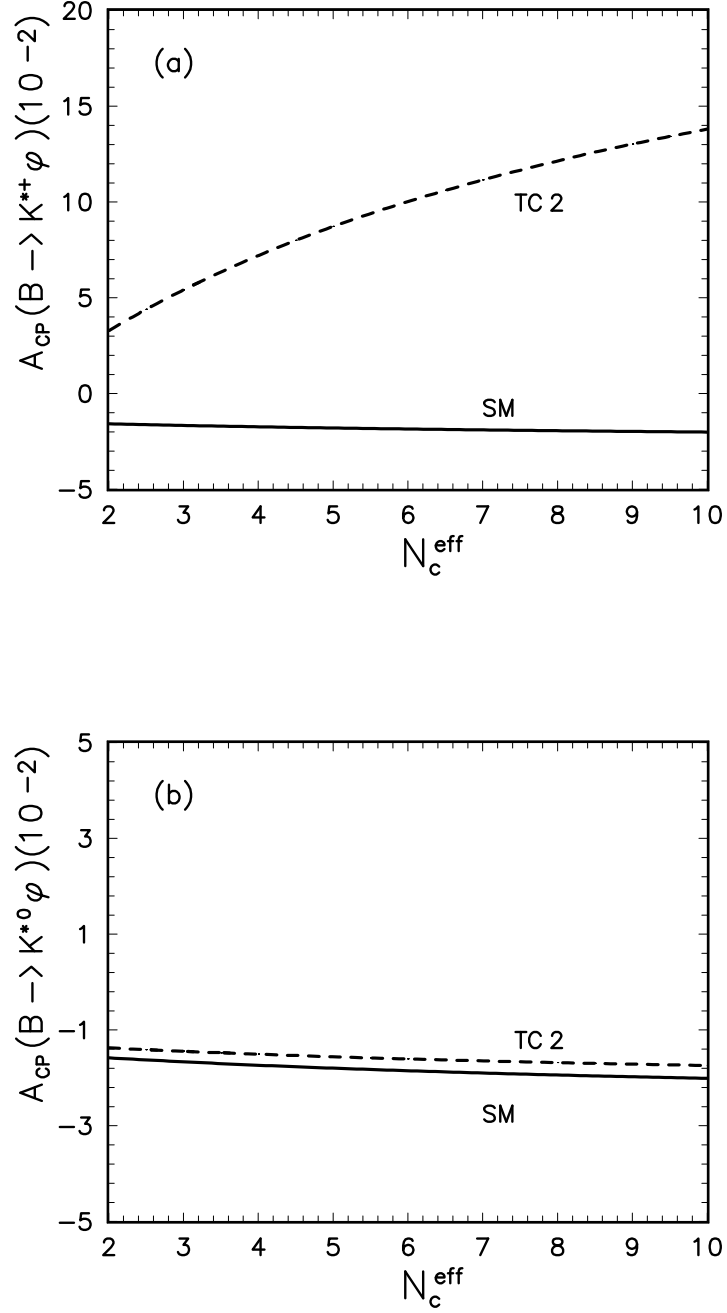 A_CP(B −> K*+ φ)(10−2)
20
15
10
5
0
−5
(a)
TC 2
SM
2 3 4 5 6 7 8 9 10
N_c^eff
A_CP(B −> K*0 φ)(10−2)
5
3
1
−1
−3
−5
(b)
TC 2
SM
2 3 4 5 6 7 8 9 10
N_c^eff